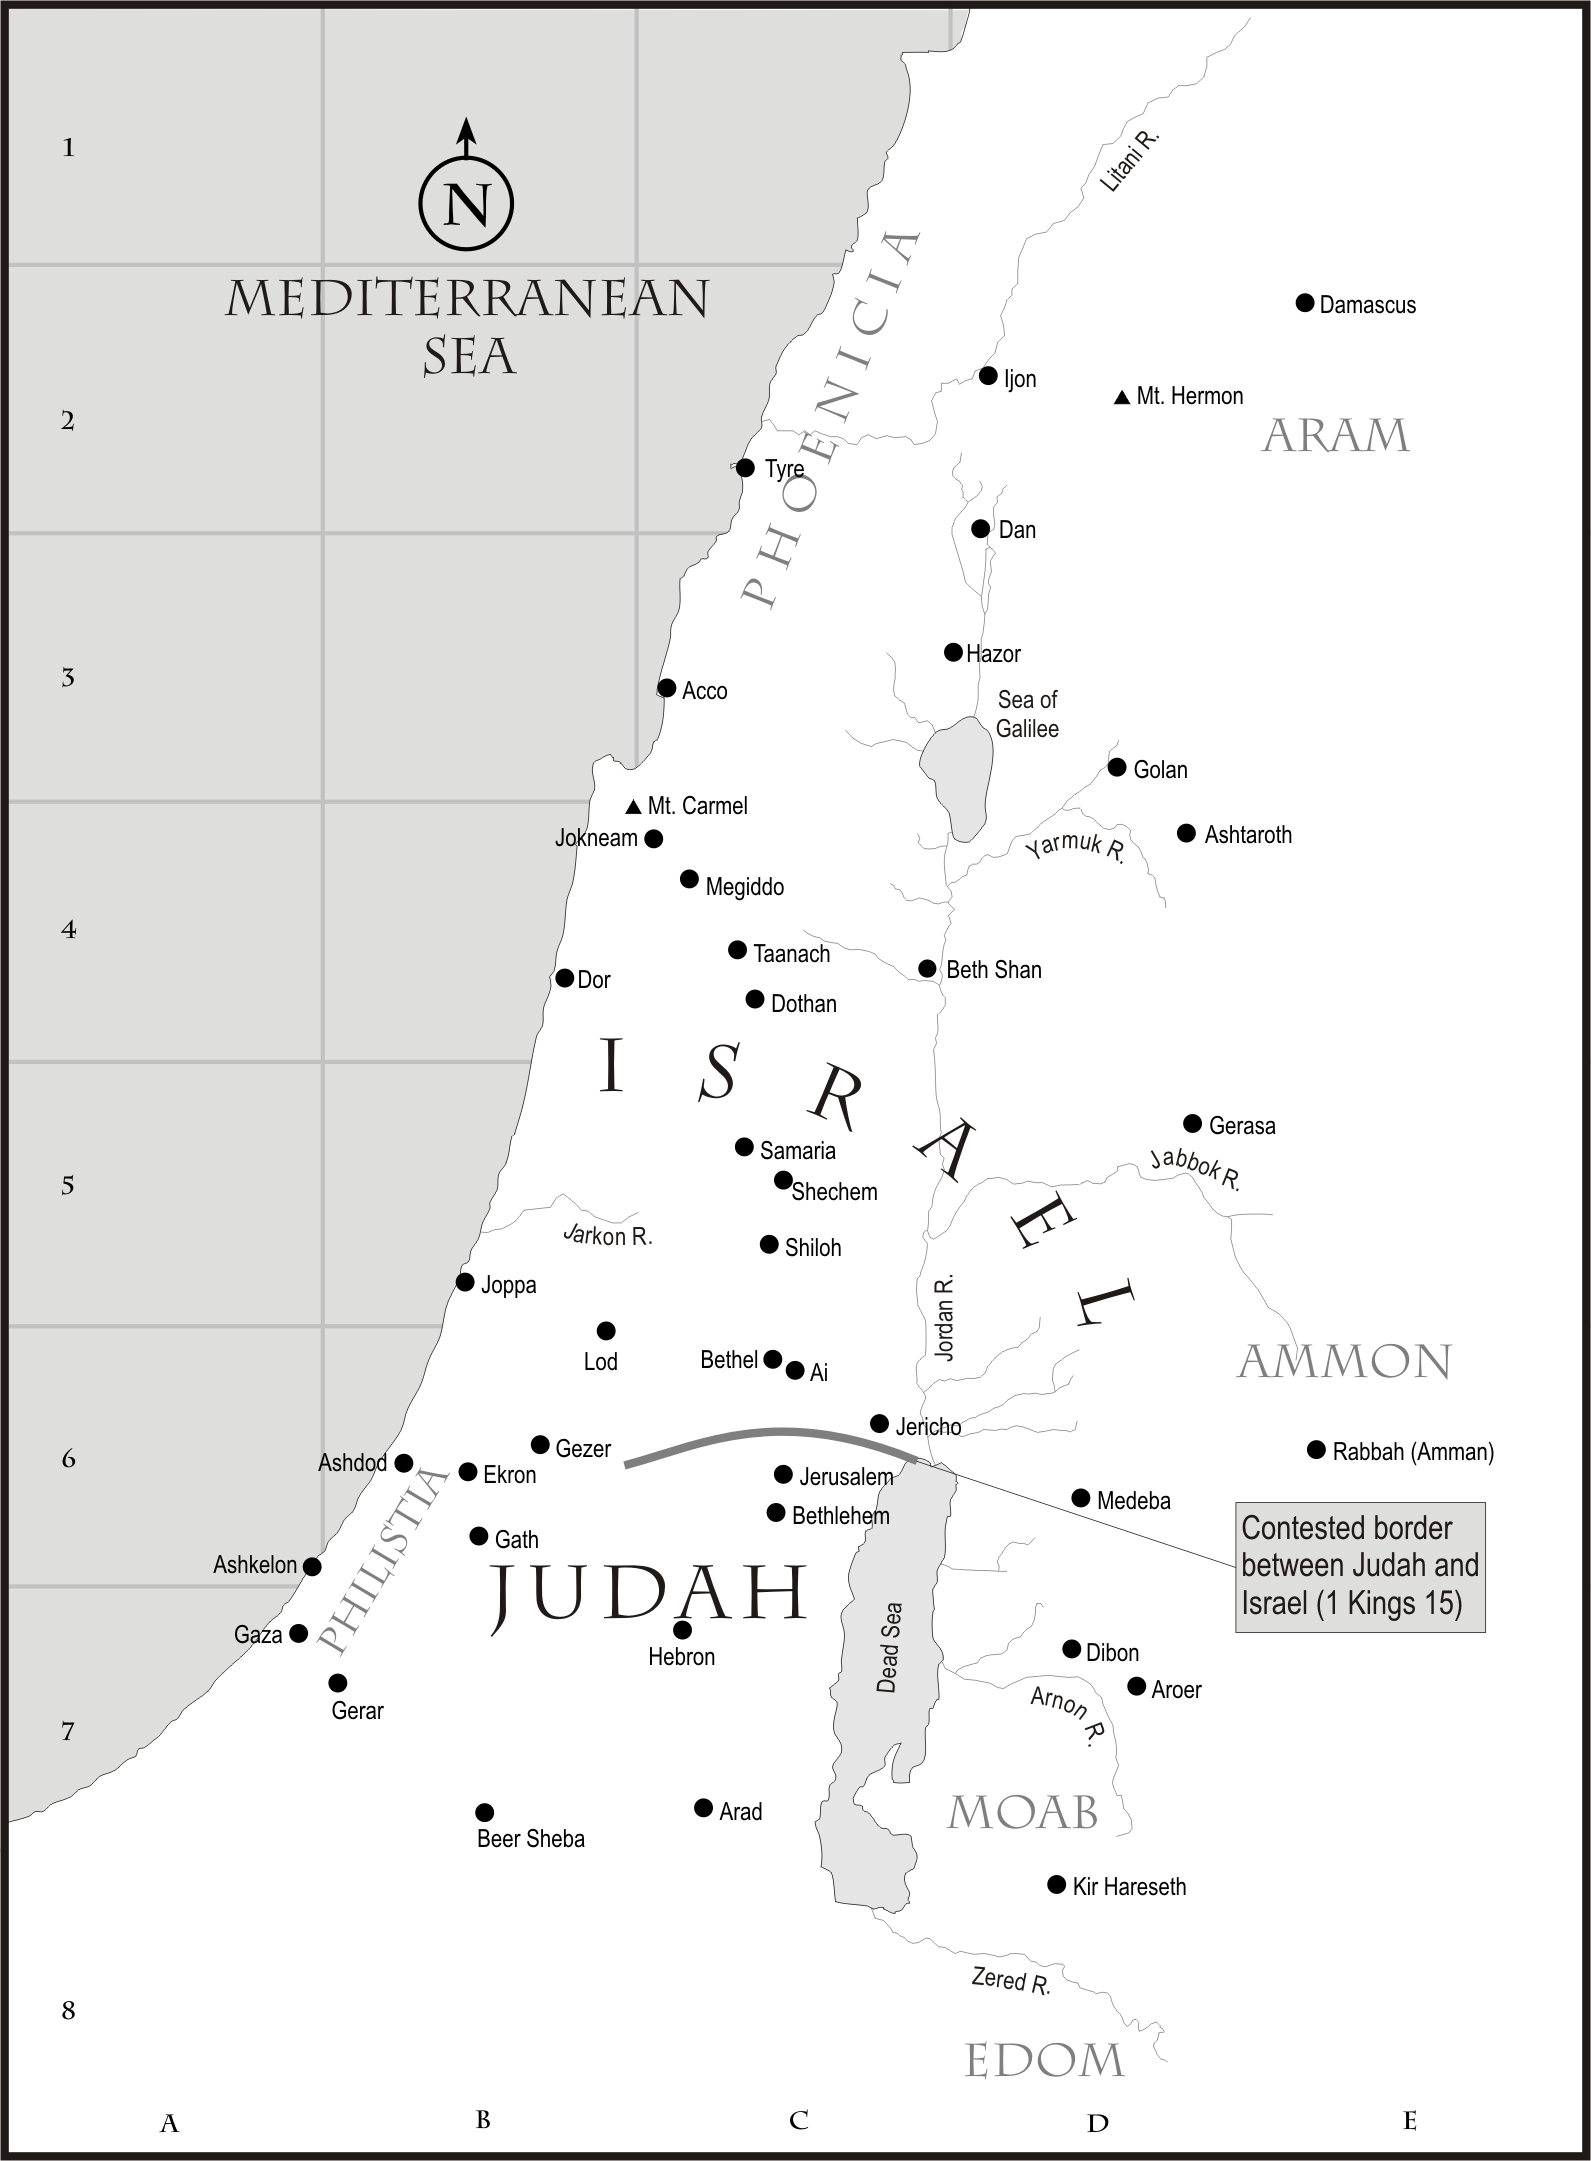 1
N
MEDITERRANEAN
SEA
PHOENICIA
Litani R.
Damascus
Ijon
Mt. Hermon
2
ARAM
Tyre
Dan
Hazor
3
Acco
Sea of
Galilee
Golan
Mt. Carmel
Jokneam
Ashtaroth
Yarmuk R.
Megiddo
4
Taanach
Beth Shan
Dor
Dothan
ISRAEL
Gerasa
Samaria
Jabbok R.
5
Shechem
Jarkon R.
Shiloh
Joppa
Jordan R.
Lod
Bethel
Ai
AMMON
Jericho
6
Gezer
Rabbah (Amman)
Ashdod
Ekron
Jerusalem
Medeba
Bethlehem
Contested border
between Judah and
Israel (1 Kings 15)
Gath
PHILISTIA
Ashkelon
JUDAH
Gaza
Dead Sea
Hebron
Dibon
Gerar
Aroer
Arnon R.
7
Arad
MOAB
Beer Sheba
Kir Hareseth
Zered R.
8
EDOM
A B C D E